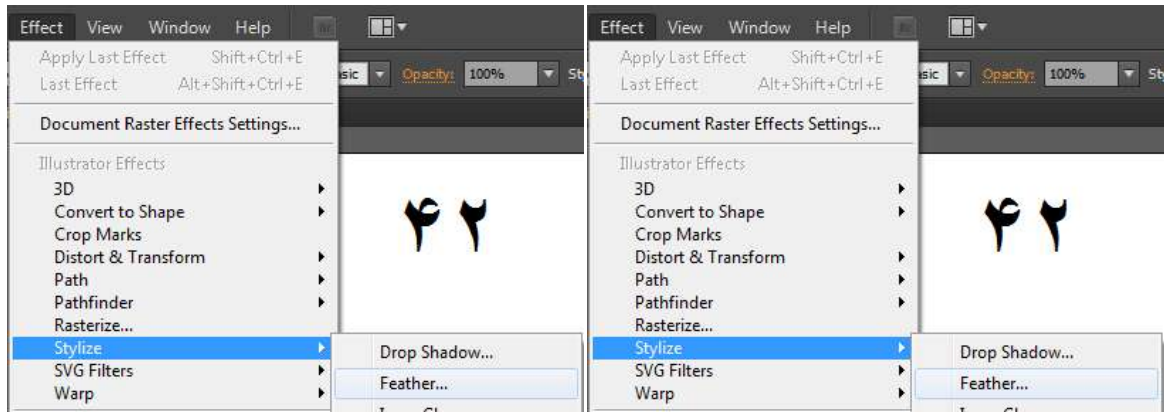 Effect View Window Help Br
Apply Last Effect Shift+Ctrl+E
Last Effect Alt+Shift+Ctrl+E
Opacity: 100%
Document Raster Effects Settings...
Illustrator Effects
3D
Convert to Shape
Crop Marks
Distort & Transform
Path
Pathfinder
Rasterize...
Stylize
SVG Filters
Warp
۴۲
Drop Shadow...
Feather...
Effect View Window Help Br
Apply Last Effect Shift+Ctrl+E
Last Effect Alt+Shift+Ctrl+E
Opacity: 100%
Document Raster Effects Settings...
Illustrator Effects
3D
Convert to Shape
Crop Marks
Distort & Transform
Path
Pathfinder
Rasterize...
Stylize
SVG Filters
Warp
۴۲
Drop Shadow...
Feather...